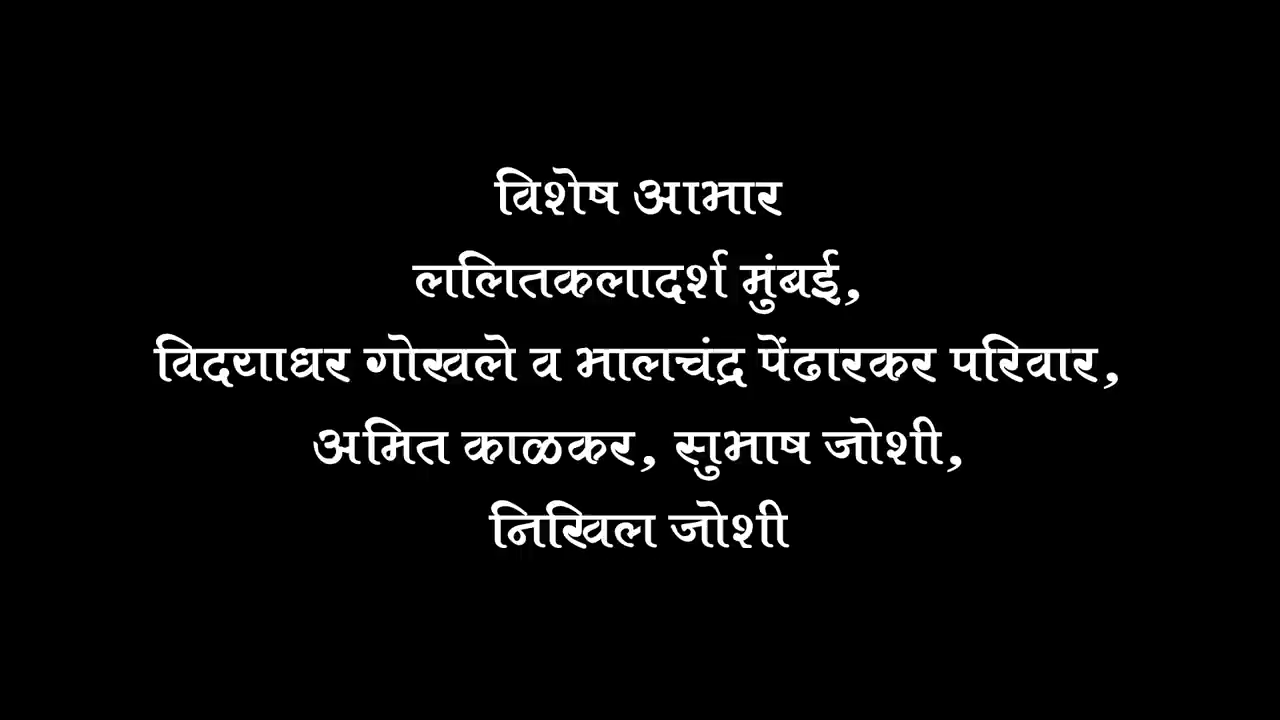 विशेष आभार
ललितकलादर्श मुंबई,
विदयाधर गोखले व भालचंद्र पेंढारकर परिवार,
अमित काळकर, सुभाष जोशी,
निखिल जोशी